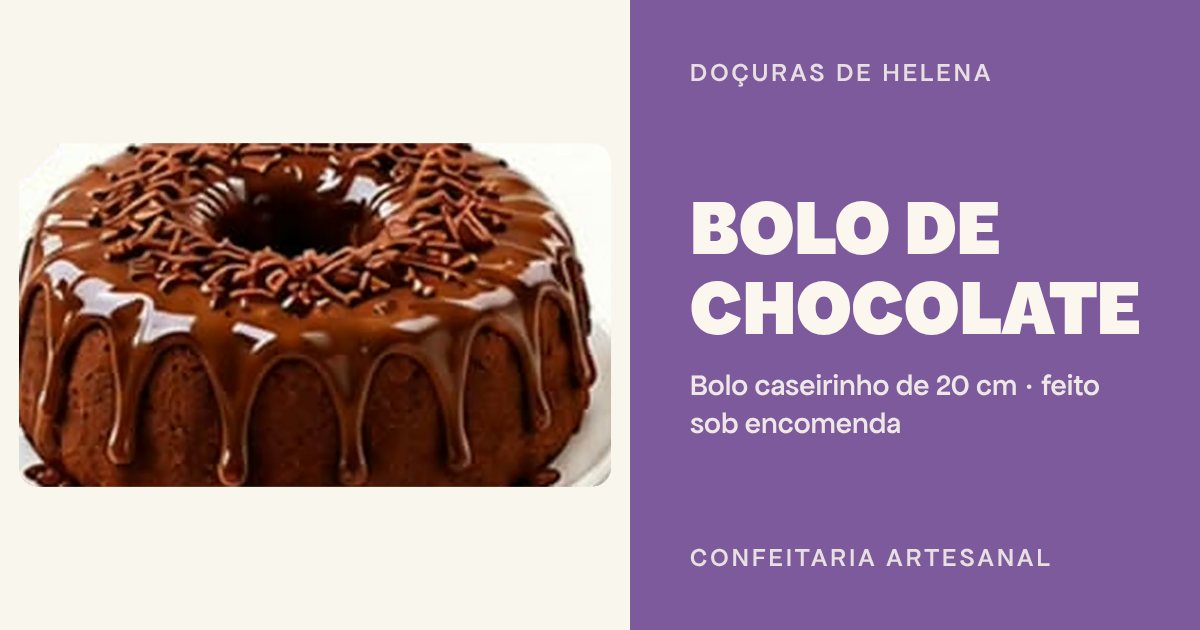 DOÇURAS DE HELENA
BOLO DE
CHOCOLATE
Bolo caseirinho de 20 cm · feito
sob encomenda
CONFEITARIA ARTESANAL